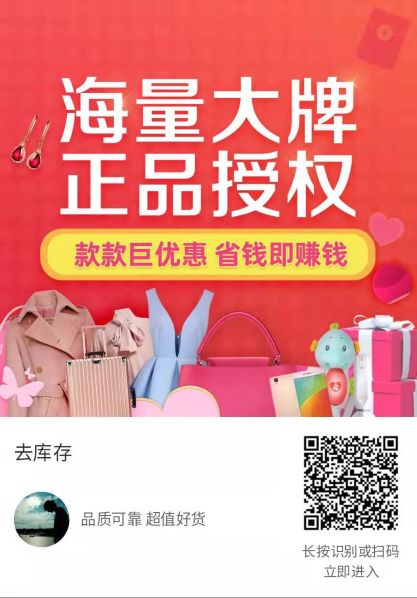 海量大牌
正品授权
款款巨优惠 省钱即赚钱
去库存
品质可靠 超值好货
长按识别或扫码
立即进入